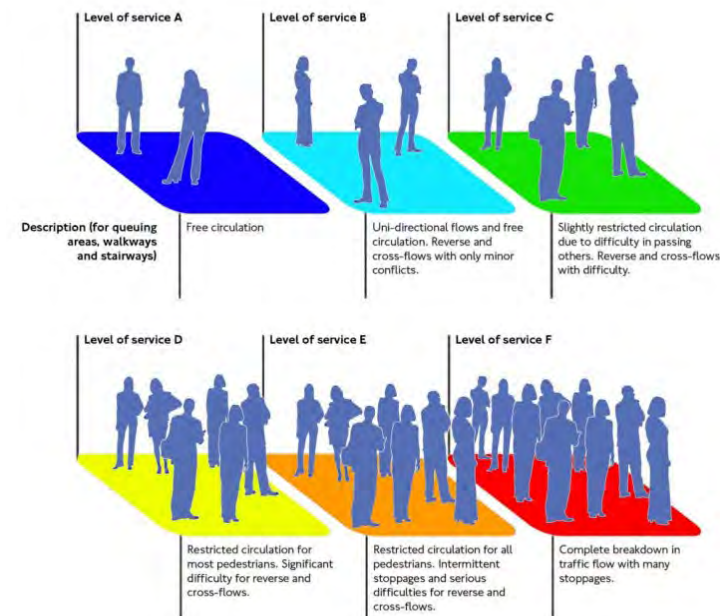 Level of service A
Level of service B
Level of service C
Description (for queuing
areas, walkways
and stairways)
Free circulation
Uni-directional flows and free
circulation. Reverse and
cross-flows with only minor
conflicts.
Slightly restricted circulation
due to difficulty in passing
others. Reverse and cross-flows
with difficulty.
Level of service D
Level of service E
Level of service F
Restricted circulation for
most pedestrians. Significant
difficulty for reverse and
cross-flows.
Restricted circulation for all
pedestrians. Intermittent
stoppages and serious
difficulties for reverse and
cross-flows.
Complete breakdown in
traffic flow with many
stoppages.